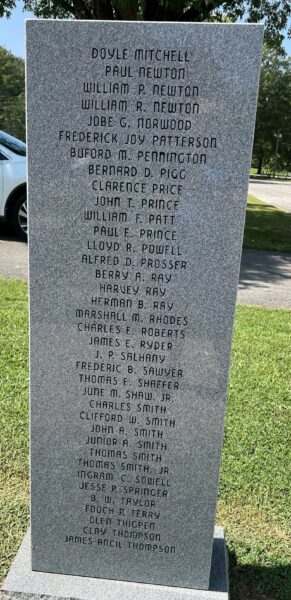 DOYLE MITCHELL
PAUL NEWTON
WILLIAM P. NEWTON
WILLIAM R. NEWTON
JOBE G. NORWOOD
FREDERICK JOY PATTERSON
BUFORD M. PENNINGTON
BERNARD D. PIGG
CLARENCE PRICE
JOHN T. PRINCE
WILLIAM F. PATT
PAUL E. PRINCE
LLOYD R. POWELL
ALFRED D. PROSSER
BERRY A. RAY
HARVEY RAY
HERMAN B. RAY
MARSHALL M. RHODES
CHARLES E. ROBERTS
JAMES E. RYDER
J. P. SALHANY
FREDERIC B. SAWYER
THOMAS E. SHAFFER
JUNE M. SHAW, JR.
CHARLES SMITH
CLIFFORD W. SMITH
JOHN A. SMITH
JUNIOR A. SMITH
THOMAS SMITH
THOMAS SMITH, JR.
INGRAM C. SOWELL
JESSE P. SPRINGER
B. W. TAYLOR
EDOCH P. TERRY
GLEN THIGPEN
CLAY THOMPSON
JAMES ANCIL THOMPSON